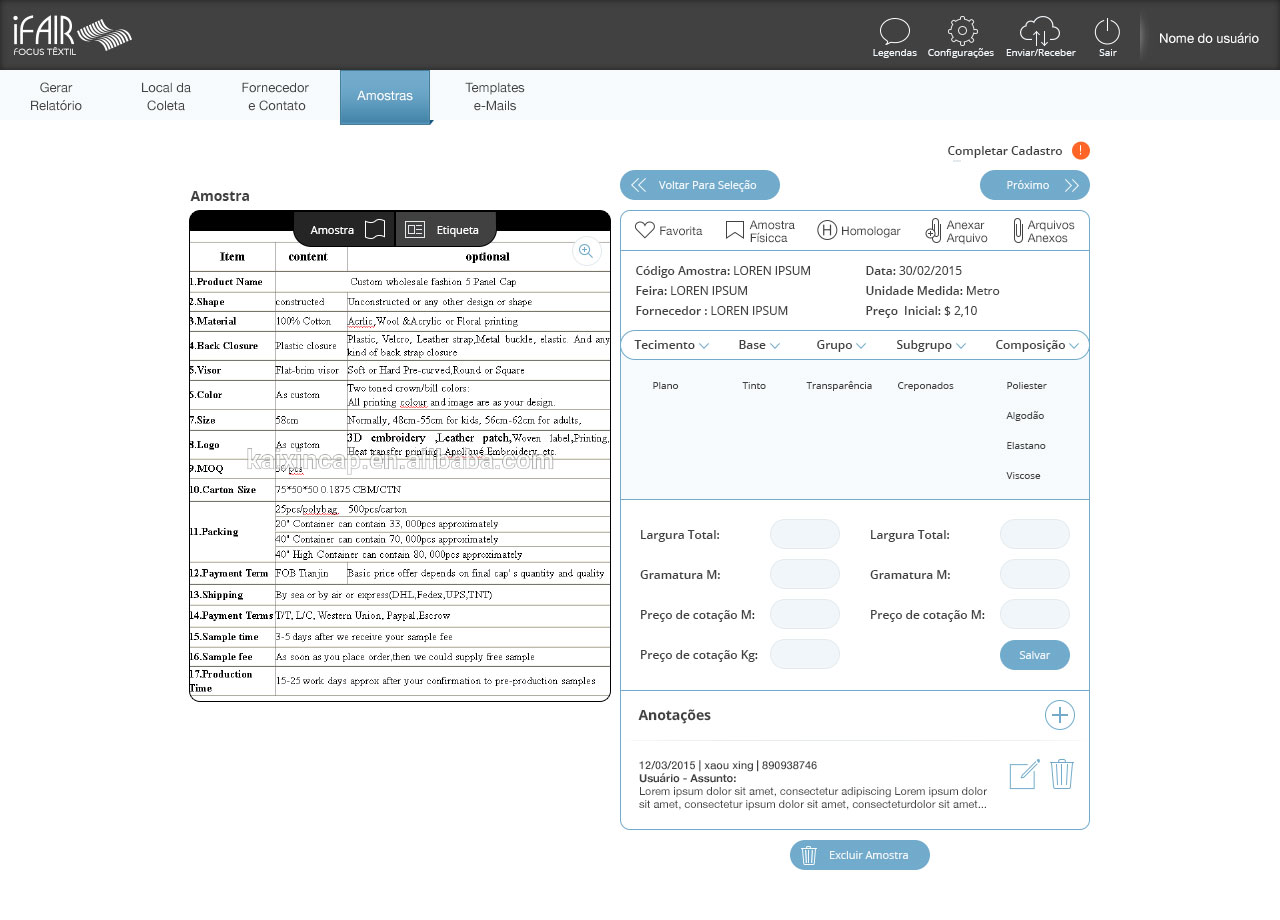 iFAIR
FOCUS TÊXTIL
Legendas
Configurações
Enviar/Receber
Sair
Nome do usuário
Gerar
Relatório
Local da
Coleta
Fornecedor
e Contato
Amostras
Templates
e-Mails
Completar Cadastro !
Voltar Para Seleção
Próximo
Amostra
Amostra
Etiqueta
Item content optional
1.Product Name Custom wholesale fashion 5 Panel Cap
2.Shape constructed Unconstructed or any other design or shape
3.Material 100% Cotton Acrlic,Wool &Acrylic or Floral printing
4.Back Closure Plastic closure Plastic, Velcro, Leather strap,Metal buckle, elastic. And any
kind of back strap closure
5.Visor Flat-brim visor Soft or Hard Pre-curved,Round or Square
6.Color As custom Two toned crown/bill colors:
All printing colour and image are as your design.
7.Size 58cm Normally, 48cm-55cm for kids, 56cm-62cm for adults,
8.Logo As custom 3D embroidery ,Leather patch,Woven label,Printing,
Heat transfer printing, Appliqué Embroidery, etc.
kaixincap.en.alibaba.com
9.MOQ 50 pcs
10.Carton Size 75*50*50 0.1875 CBM/CTN
11.Packing
25pcs/polybag, 500pcs/carton
20" Container can contain 33, 000pcs approximately
40" Container can contain 70, 000pcs approximately
40" High Container can contain 80, 000pcs approximately
12.Payment Term FOB Tianjin Basic price offer depends on final cap' s quantity and quality
13.Shipping By sea or by air or express(DHL,Fedex,UPS,TNT)
14.Payment Terms T/T, L/C, Western Union, Paypal,Escrow
15.Sample time 3-5 days after we receive your sample fee
16.Sample fee As soon as you place order,then we could supply free sample
17.Production
Time 15-25 work days approx after your confirmation to pre-production samples
Favorita
Amostra
Físicca
Homologar
Anexar
Arquivo
Arquivos
Anexos
Código Amostra: LOREN IPSUM
Feira: LOREN IPSUM
Fornecedor : LOREN IPSUM
Data: 30/02/2015
Unidade Medida: Metro
Preço Inicial: $ 2,10
Tecimento Base Grupo Subgrupo Composição
Plano Tinto Transparência Creponados Poliester
Algodão
Elastano
Viscose
Largura Total: Largura Total:
Gramatura M: Gramatura M:
Preço de cotação M: Preço de cotação M:
Preço de cotação Kg: Salvar
Anotações
12/03/2015 | xaou xing | 890938746
Usuário - Assunto:
Lorem ipsum dolor sit amet, consectetur adipiscing Lorem ipsum dolor
sit amet, consectetur ipsum dolor sit amet, consecteturdolor sit amet...
Excluir Amostra